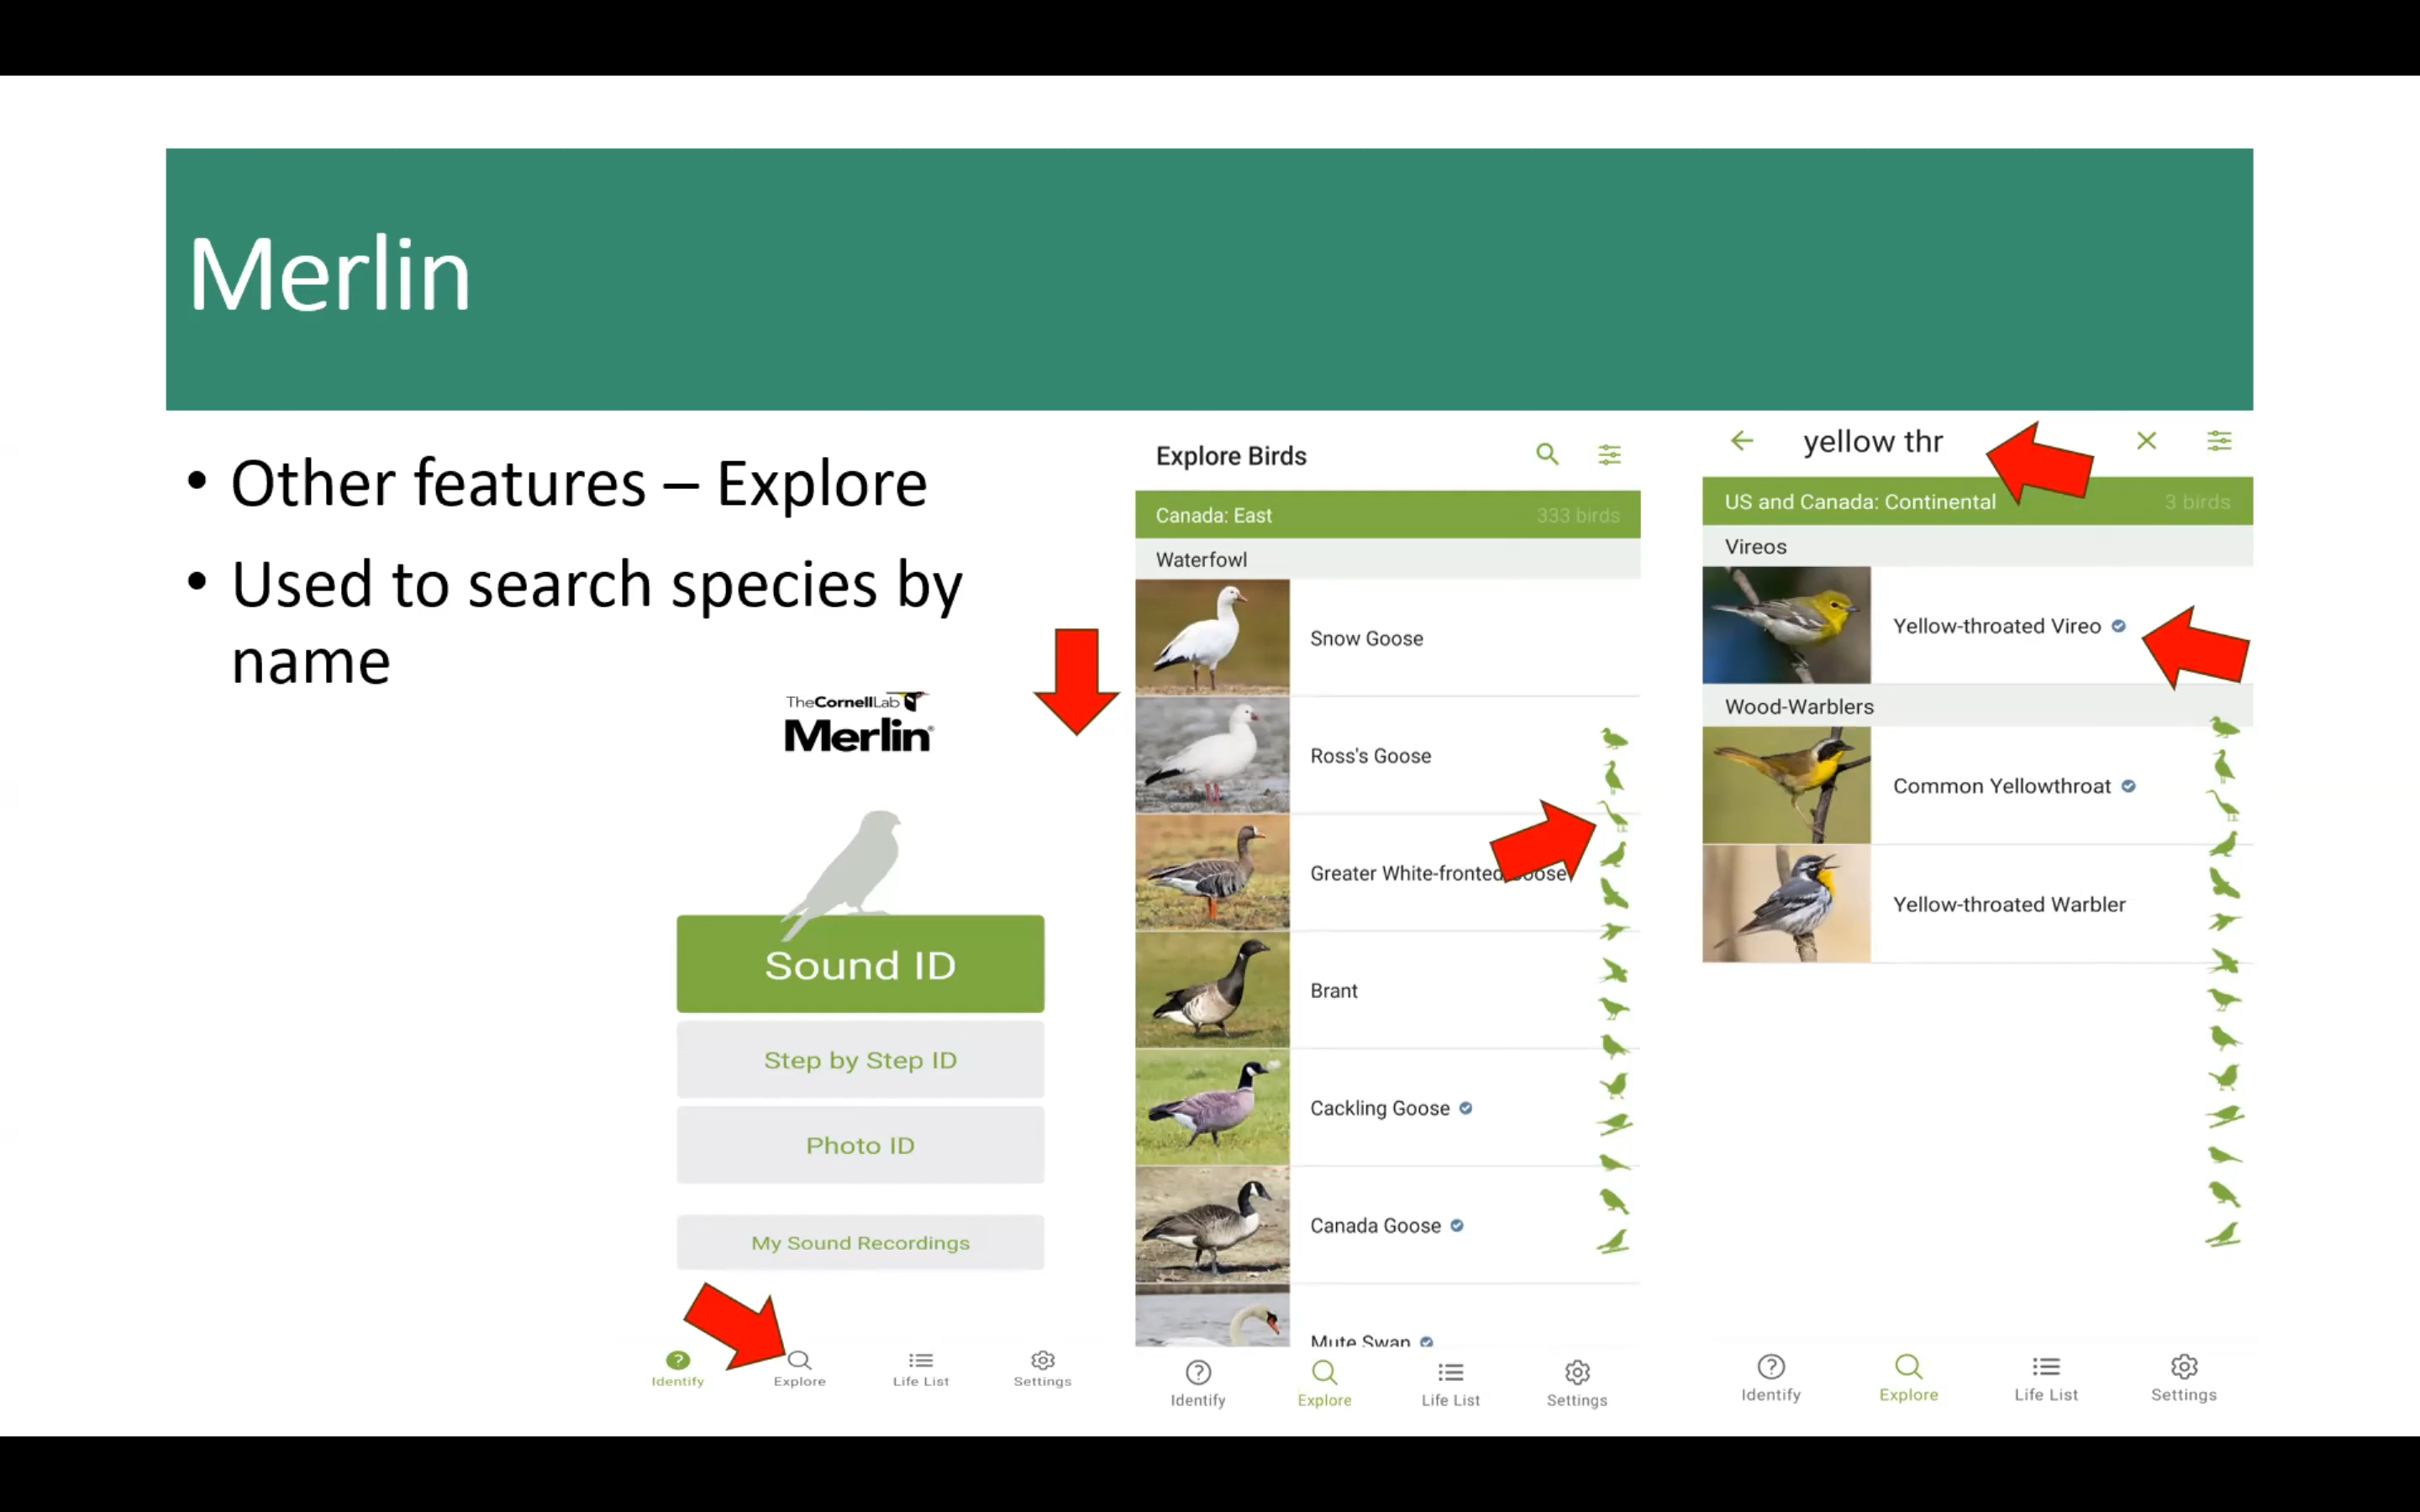 Merlin
• Other features – Explore
• Used to search species by
name
TheCornellLab
Merlin
Sound ID
Step by Step ID
Photo ID
My Sound Recordings
Identify Explore Life List Settings
Explore Birds
Canada: East 333 birds
Waterfowl
Snow Goose
Ross's Goose
Greater White-fronted Goose
Brant
Cackling Goose
Canada Goose
Mute Swan
Identify Explore Life List Settings
yellow thr
US and Canada: Continental 3 birds
Vireos
Yellow-throated Vireo
Wood-Warblers
Common Yellowthroat
Yellow-throated Warbler
Identify Explore Life List Settings